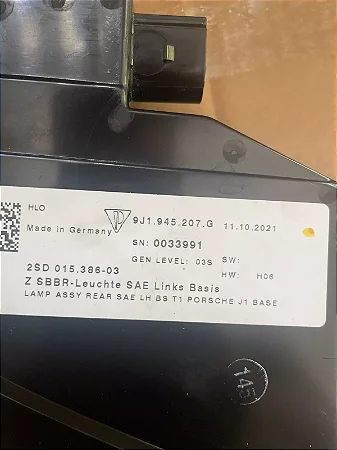 HLO
9J1.945.207.G 11.10.2021
Made in Germany
SN: 0033991
GEN LEVEL: 03S SW:
HW: H06
2SD 015.386-03
Z SBBR-Leuchte SAE Links Basis
LAMP ASSY REAR SAE LH BS T1 PORSCHE J1 BASE
145